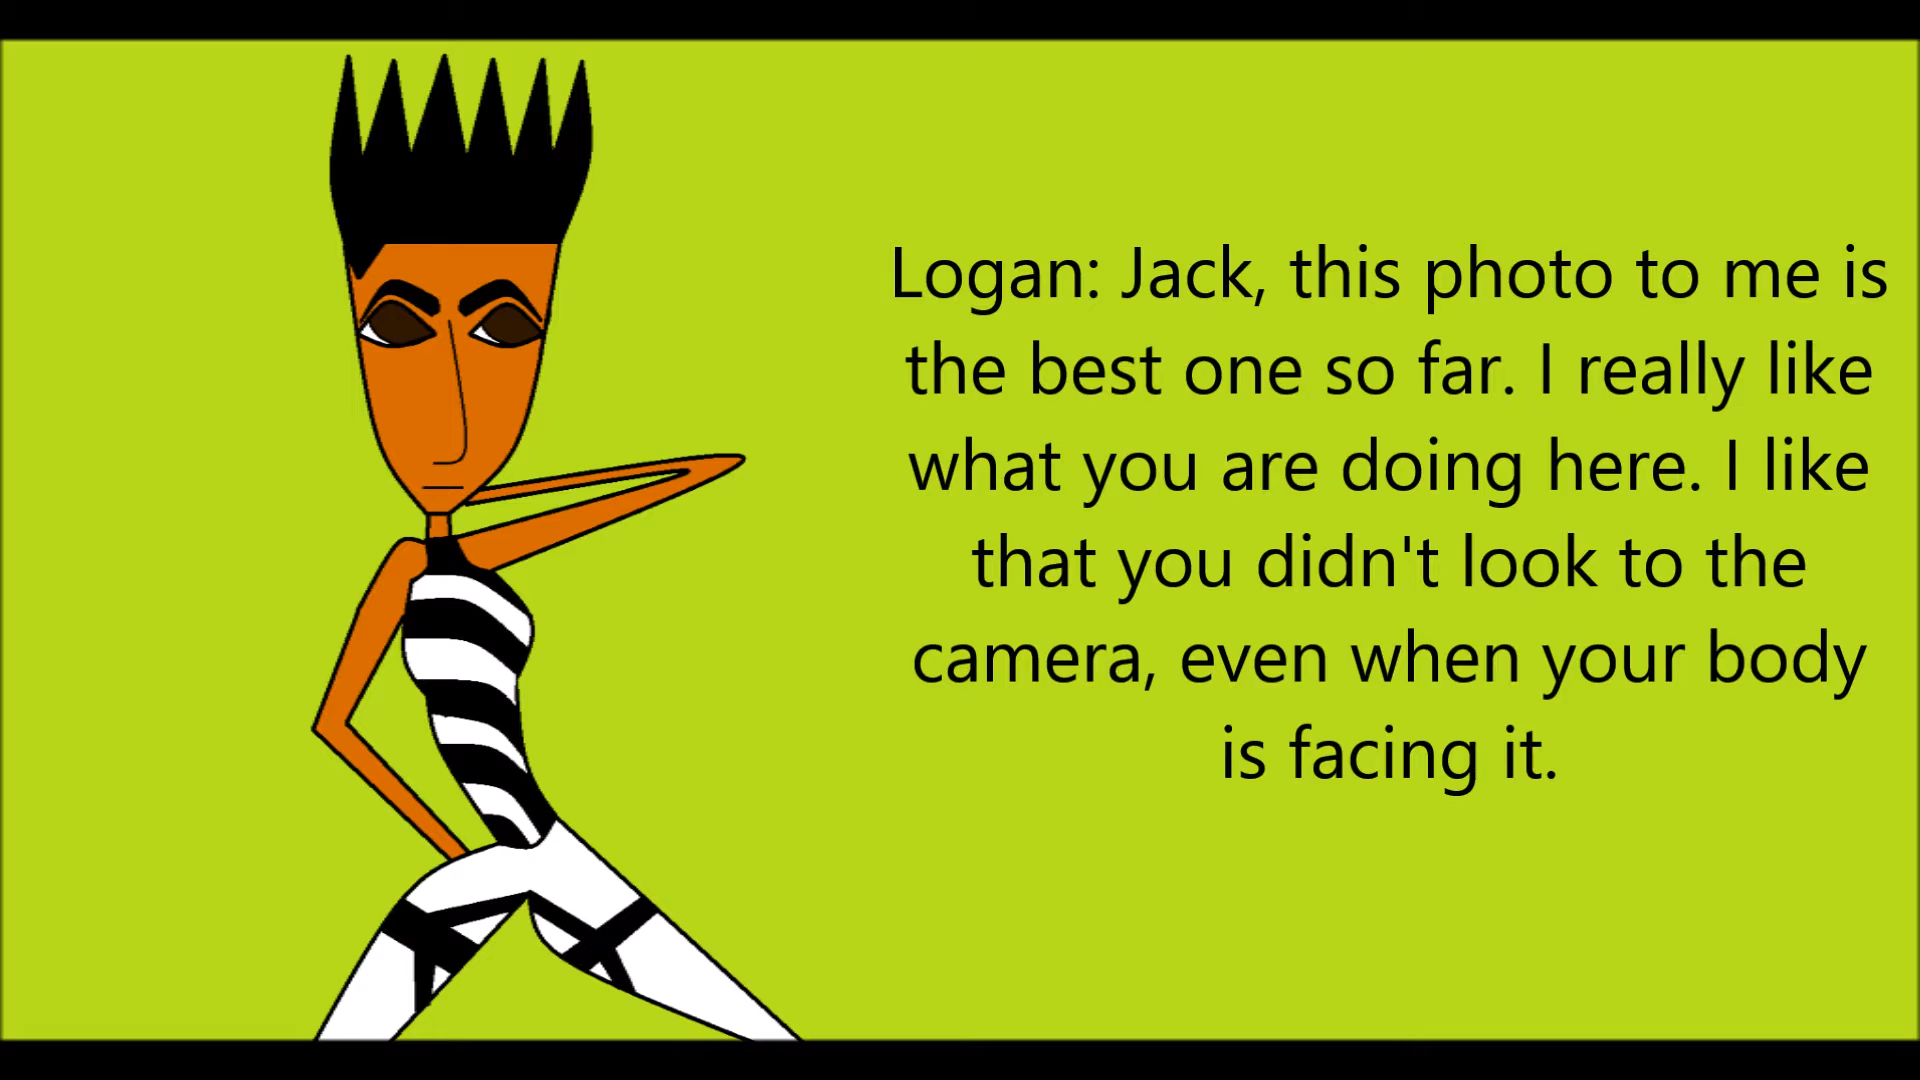 Logan: Jack, this photo to me is
the best one so far. I really like
what you are doing here. I like
that you didn't look to the
camera, even when your body
is facing it.